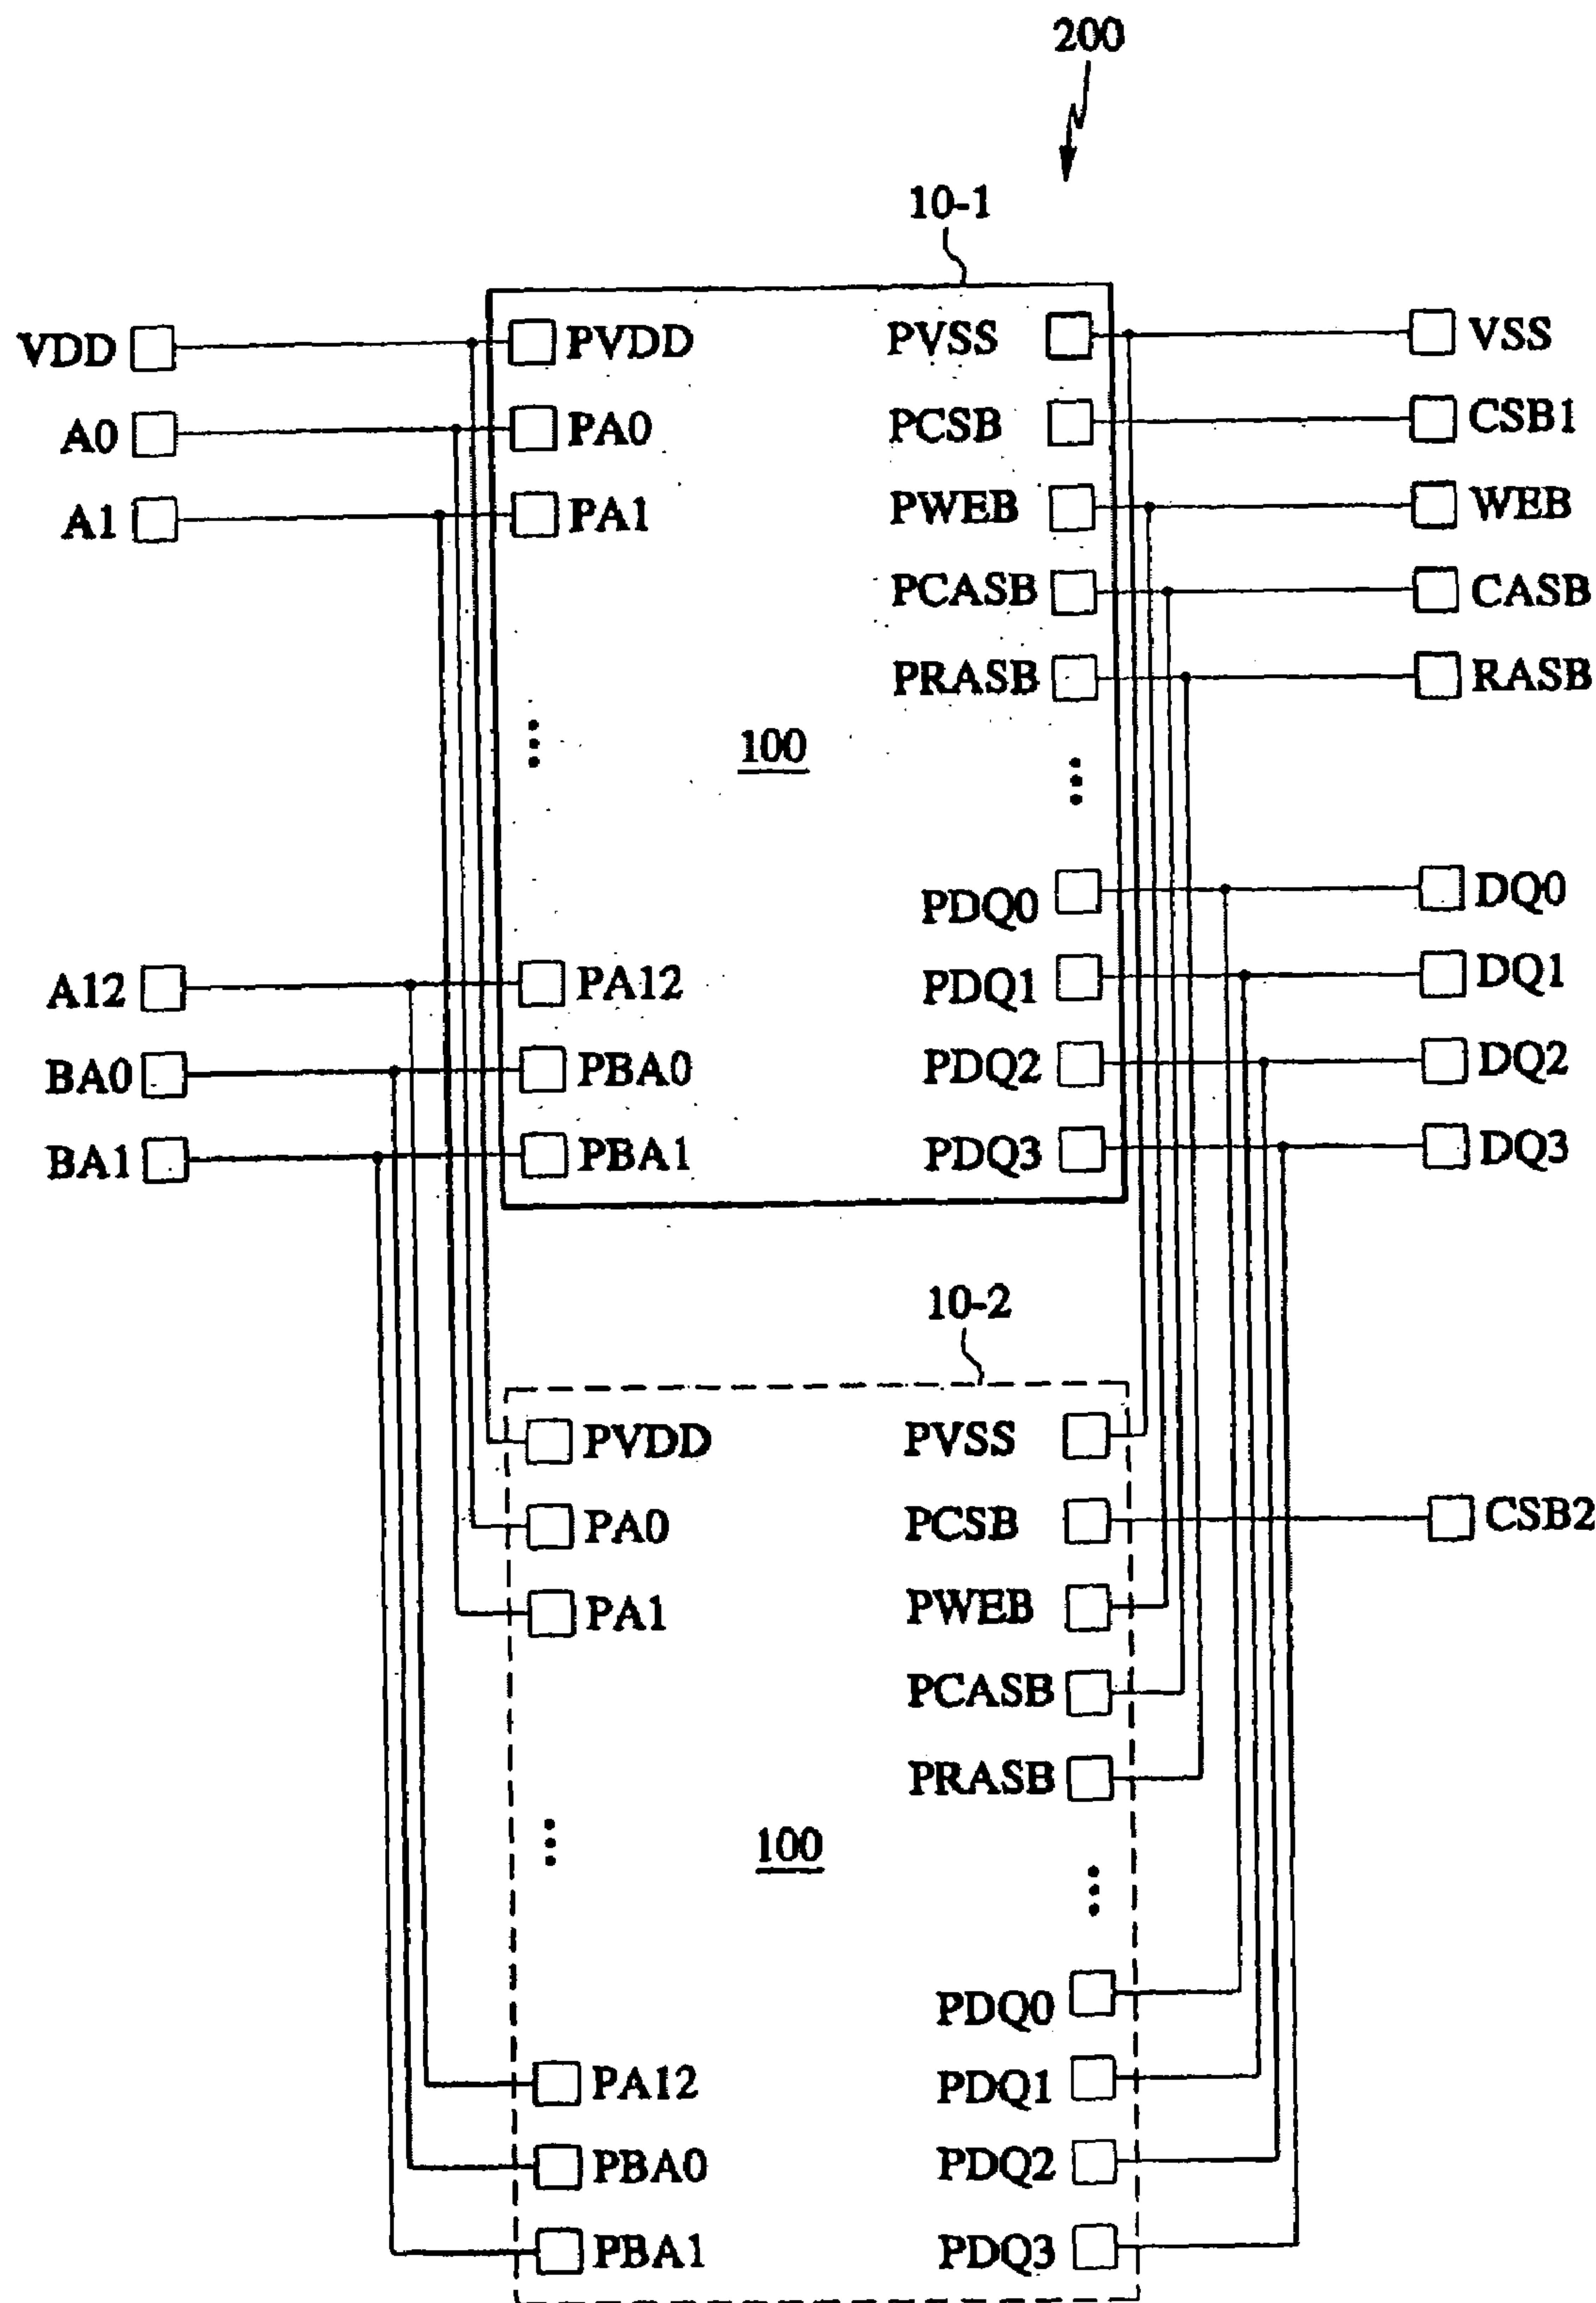 200
10-1
VDD PVDD PVSS VSS
A0 PA0 PCSB CSB1
A1 PA1 PWEB WEB
PCASB CASB
PRASB RASB
100
PDQ0 DQ0
A12 PA12 PDQ1 DQ1
BA0 PBA0 PDQ2 DQ2
BA1 PBA1 PDQ3 DQ3
10-2
PVDD PVSS
PA0 PCSB CSB2
PA1 PWEB
PCASB
PRASB
100
PDQ0
PA12 PDQ1
PBA0 PDQ2
PBA1 PDQ3